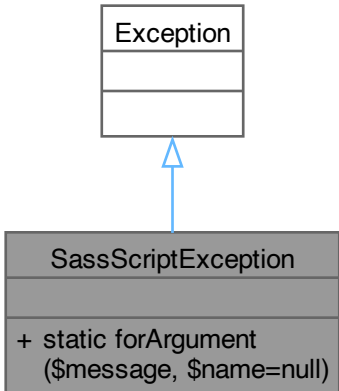 Exception
SassScriptException
+ static forArgument
($message, $name=null)